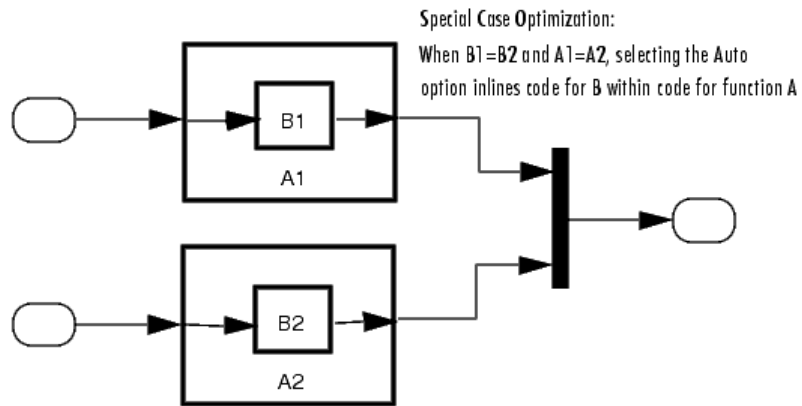 Special Case Optimization:
When B1=B2 and A1=A2, selecting the Auto
option inlines code for B within code for function A
B1
A1
B2
A2